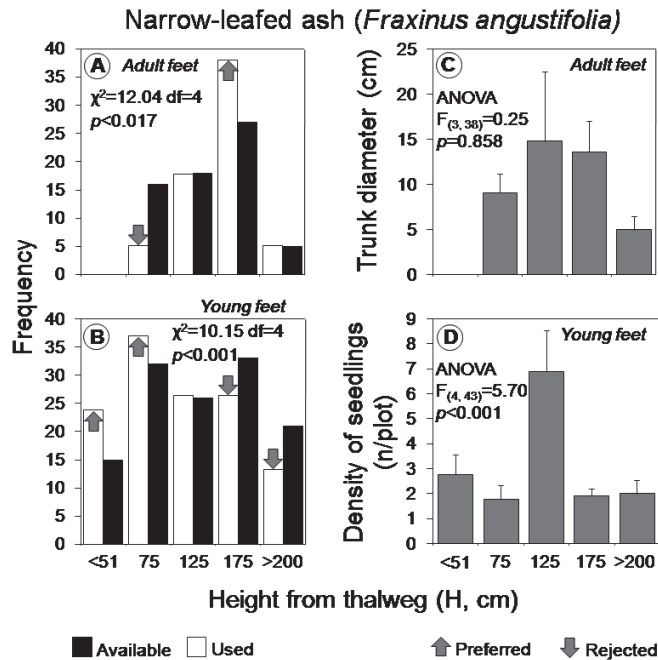 Narrow-leafed ash (Fraxinus angustifolia)
Frequency
A Adult feet
χ²=12.04 df=4
p<0.017
40
35
30
25
20
15
10
5
0
C Adult feet
ANOVA
F(3, 38)=0.25
p=0.858
Trunk diameter (cm)
25
20
15
10
5
0
B Young feet
χ²=10.15 df=4
p<0.001
40
35
30
25
20
15
10
5
0
<51 75 125 175 >200
D Young feet
ANOVA
F(4, 43)=5.70
p<0.001
Density of seedlings
(n/plot)
9
8
7
6
5
4
3
2
1
0
<51 75 125 175 >200
Height from thalweg (H, cm)
Available Used Preferred Rejected